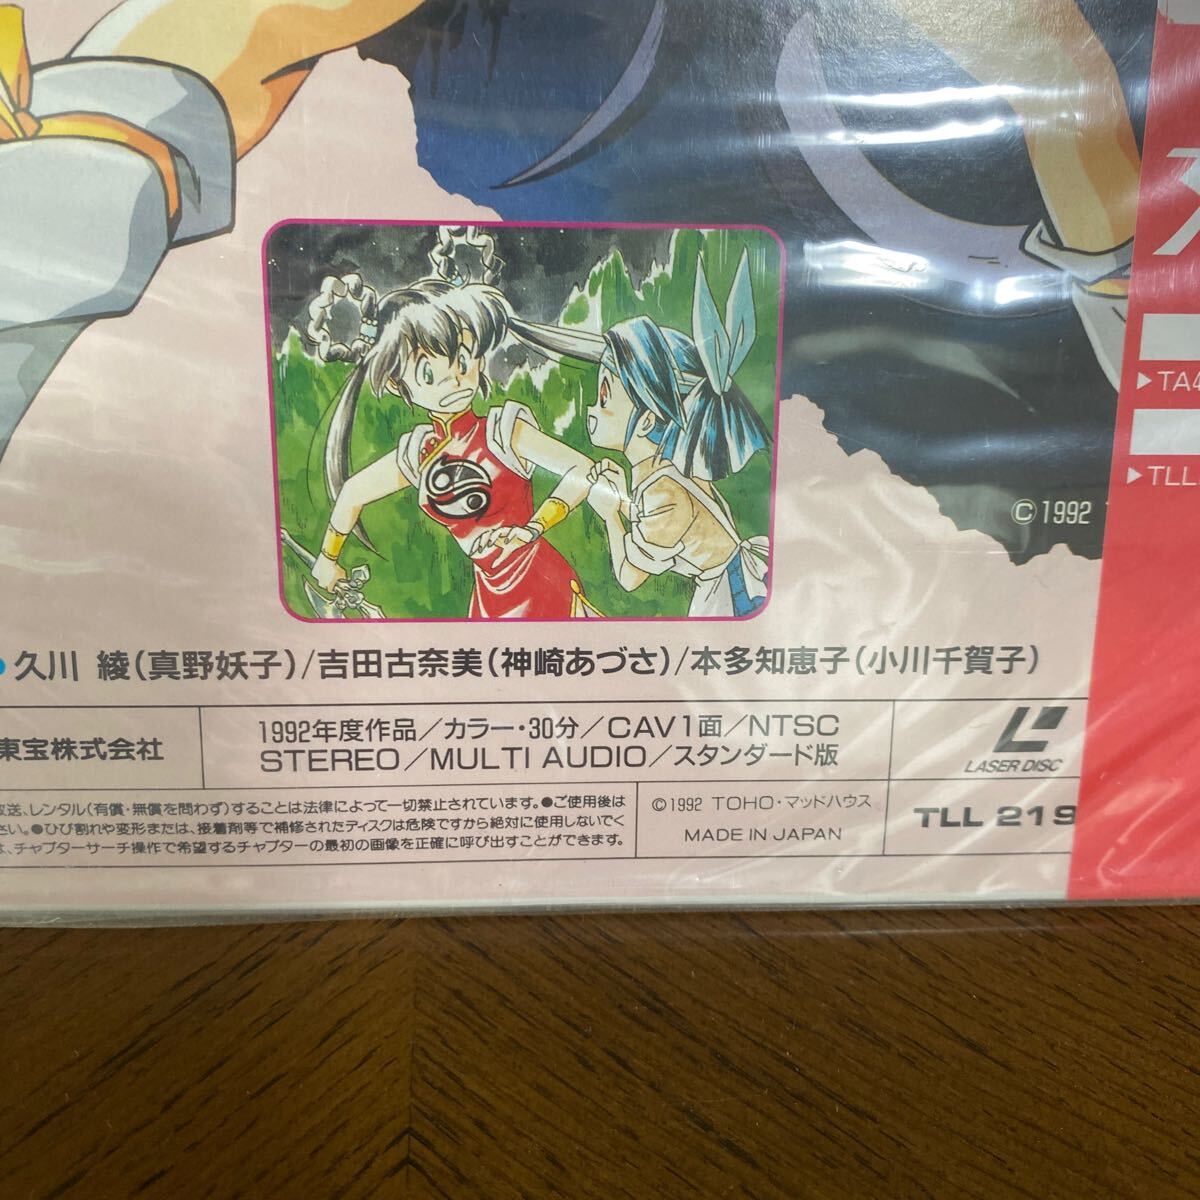 ▶TA4
▶TLL
©1992
●久川 綾(真野妖子)/吉田古奈美(神崎あづさ)/本多知恵子(小川千賀子)
東宝株式会社
1992年度作品/カラー・30分/CAV1面/NTSC
STEREO/MULTI AUDIO/スタンダード版
LASER DISC
放送、レンタル(有償・無償を問わず)することは法律によって一切禁止されています。●ご使用後は
さい。●ひび割れや変形または、接着剤等で補修されたディスクは危険ですから絶対に使用しないでく
は、チャプターサーチ操作で希望するチャプターの最初の画像を正確に呼び出すことができます。
©1992 TOHO・マッドハウス
MADE IN JAPAN
TLL 219